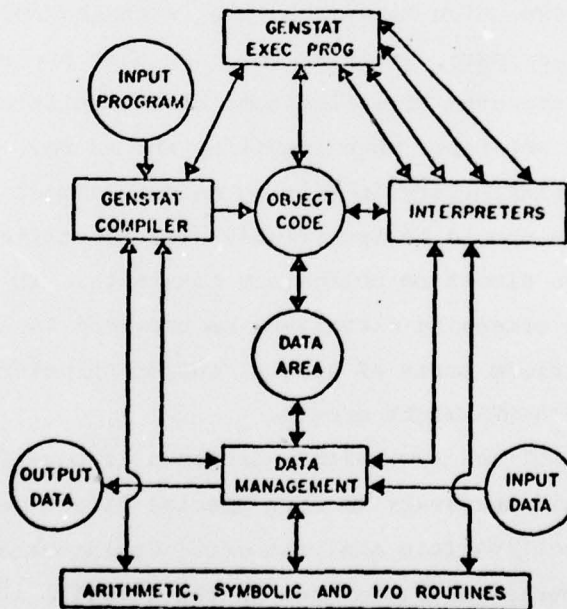 GENSTAT
EXEC PROG
INPUT
PROGRAM
GENSTAT
COMPILER
OBJECT
CODE
INTERPRETERS
DATA
AREA
OUTPUT
DATA
DATA
MANAGEMENT
INPUT
DATA
ARITHMETIC, SYMBOLIC AND I/O ROUTINES